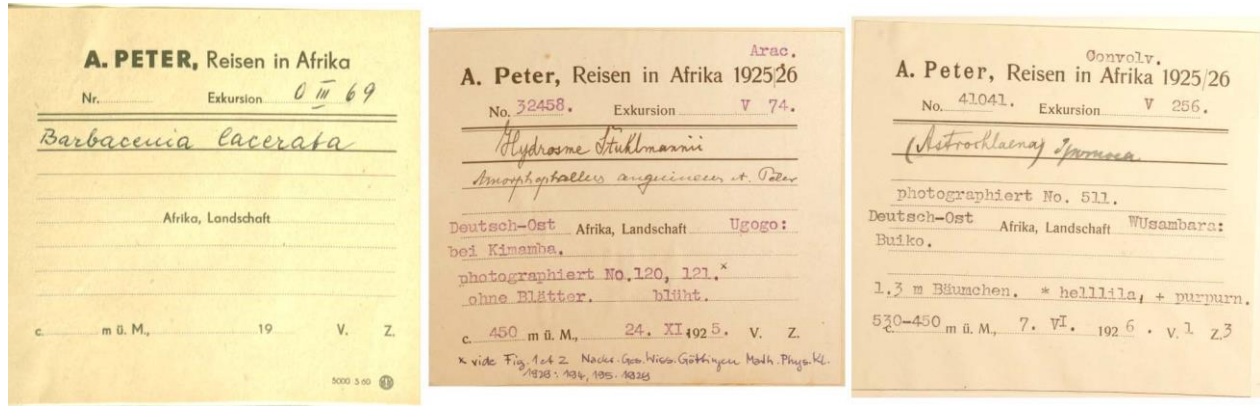 A. PETER, Reisen in Afrika
Nr. Exkursion O III 69
Barbacenia lacerata
Afrika, Landschaft
c. m ü. M., 19 V. Z.
5000 5 60
Arac.
A. Peter, Reisen in Afrika 1925/26
No. 32458. Exkursion V 74.
Hydrosme Stuhlmannii
Amorphophallus anguineus A. Peter
Deutsch-Ost Afrika, Landschaft Ugogo:
bei Kimamba.
photographiert No.120, 121.x
ohne Blätter. blüht.
c. 450 m ü. M., 24. XI. 1925. V. Z.
x vide Fig. 1 et 2 Nachr. Ges. Wiss. Göttingen Math. Phys. Kl.
1928: 194, 195. 1929
Convolv.
A. Peter, Reisen in Afrika 1925/26
No. 41041. Exkursion V 256.
(Astrochlaena) Ipomoea
photographiert No. 511.
Deutsch-Ost Afrika, Landschaft WUsambara:
Buiko.
1,3 m Bäumchen. * helllila, + purpurn.
c. 530-450 m ü. M., 7. VI. 1926. V. 1 Z. 3